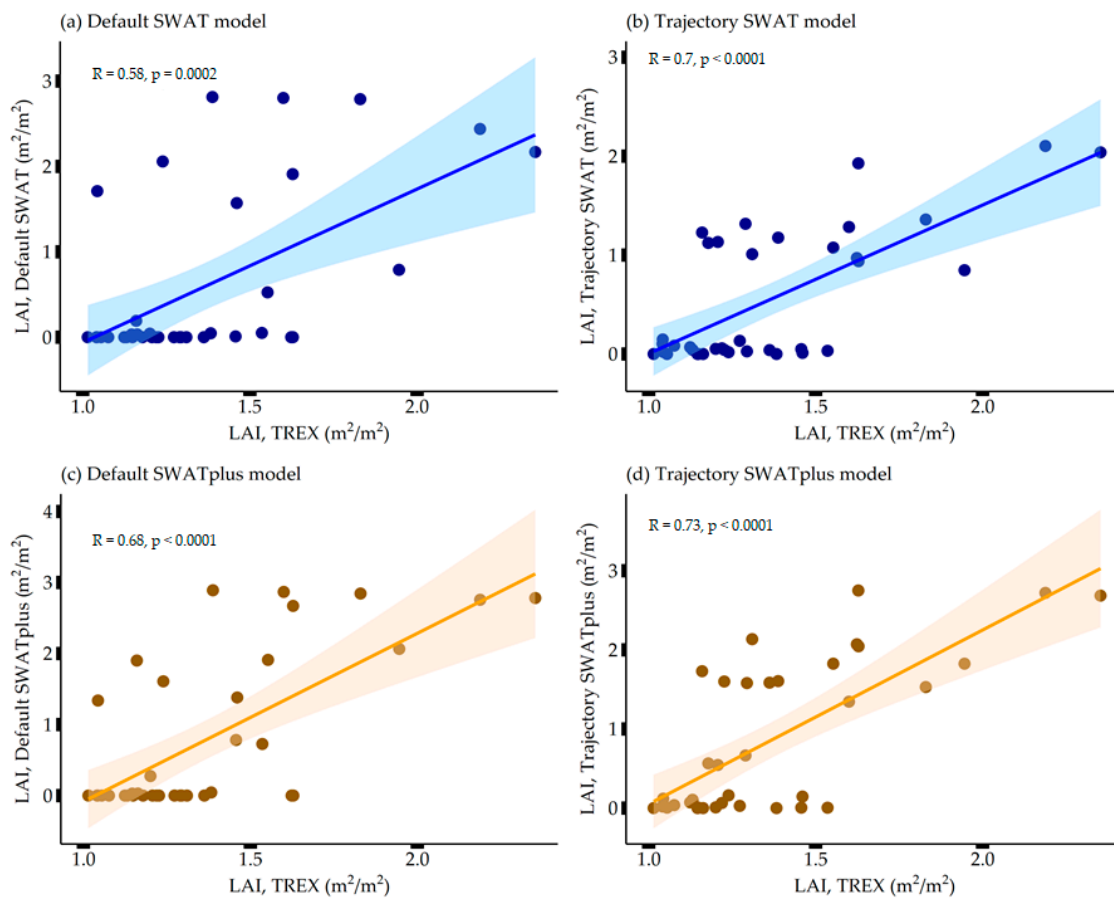 (a) Default SWAT model
R = 0.58, p = 0.0002
LAI, Default SWAT (m²/m²)
3
2
1
0
1.0 1.5 2.0
LAI, TREX (m²/m²)
(b) Trajectory SWAT model
R = 0.7, p < 0.0001
LAI, Trajectory SWAT (m²/m²)
3
2
1
0
1.0 1.5 2.0
LAI, TREX (m²/m²)
(c) Default SWATplus model
R = 0.68, p < 0.0001
LAI, Default SWATplus (m²/m²)
4
3
2
1
0
1.0 1.5 2.0
LAI, TREX (m²/m²)
(d) Trajectory SWATplus model
R = 0.73, p < 0.0001
LAI, Trajectory SWATplus (m²/m²)
3
2
1
0
1.0 1.5 2.0
LAI, TREX (m²/m²)